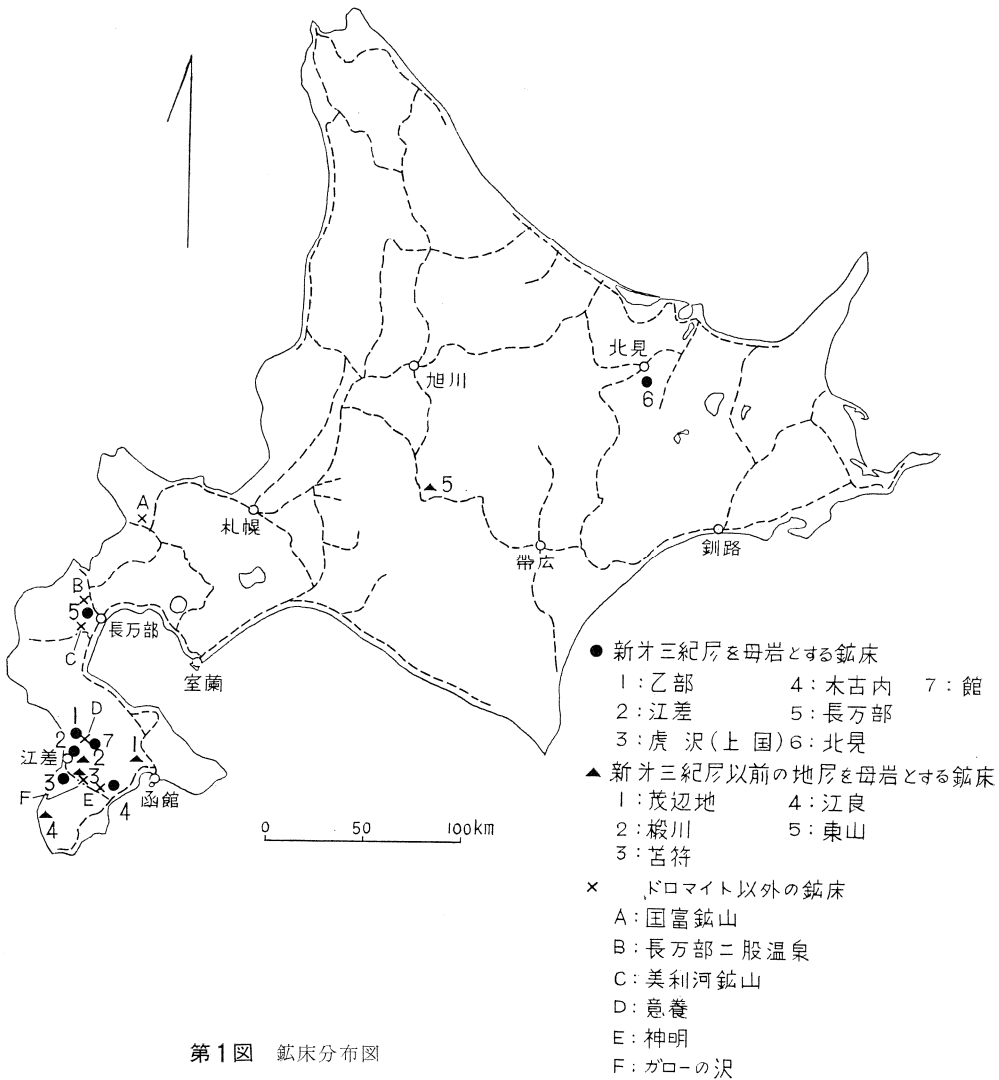 北見
6
旭川
5
A
札幌
帯広
釧路
B
5
長万部
C
室蘭
D
1
7
2
江差
2
1
3
3
F
E
4
函館
4
0 50 100km
● 新才三紀层を母岩とする鉱床
1:乙部 4:木古内 7:館
2:江差 5:長万部
3:虎沢(上国) 6:北見
▲ 新才三紀层以前の地层を母岩とする鉱床
1:茂辺地 4:江良
2:椴川 5:東山
3:苫符
× ドロマイト以外の鉱床
A:国富鉱山
B:長万部二股温泉
C:美利河鉱山
D:意養
E:神明
F:ガローの沢
第1図 鉱床分布図